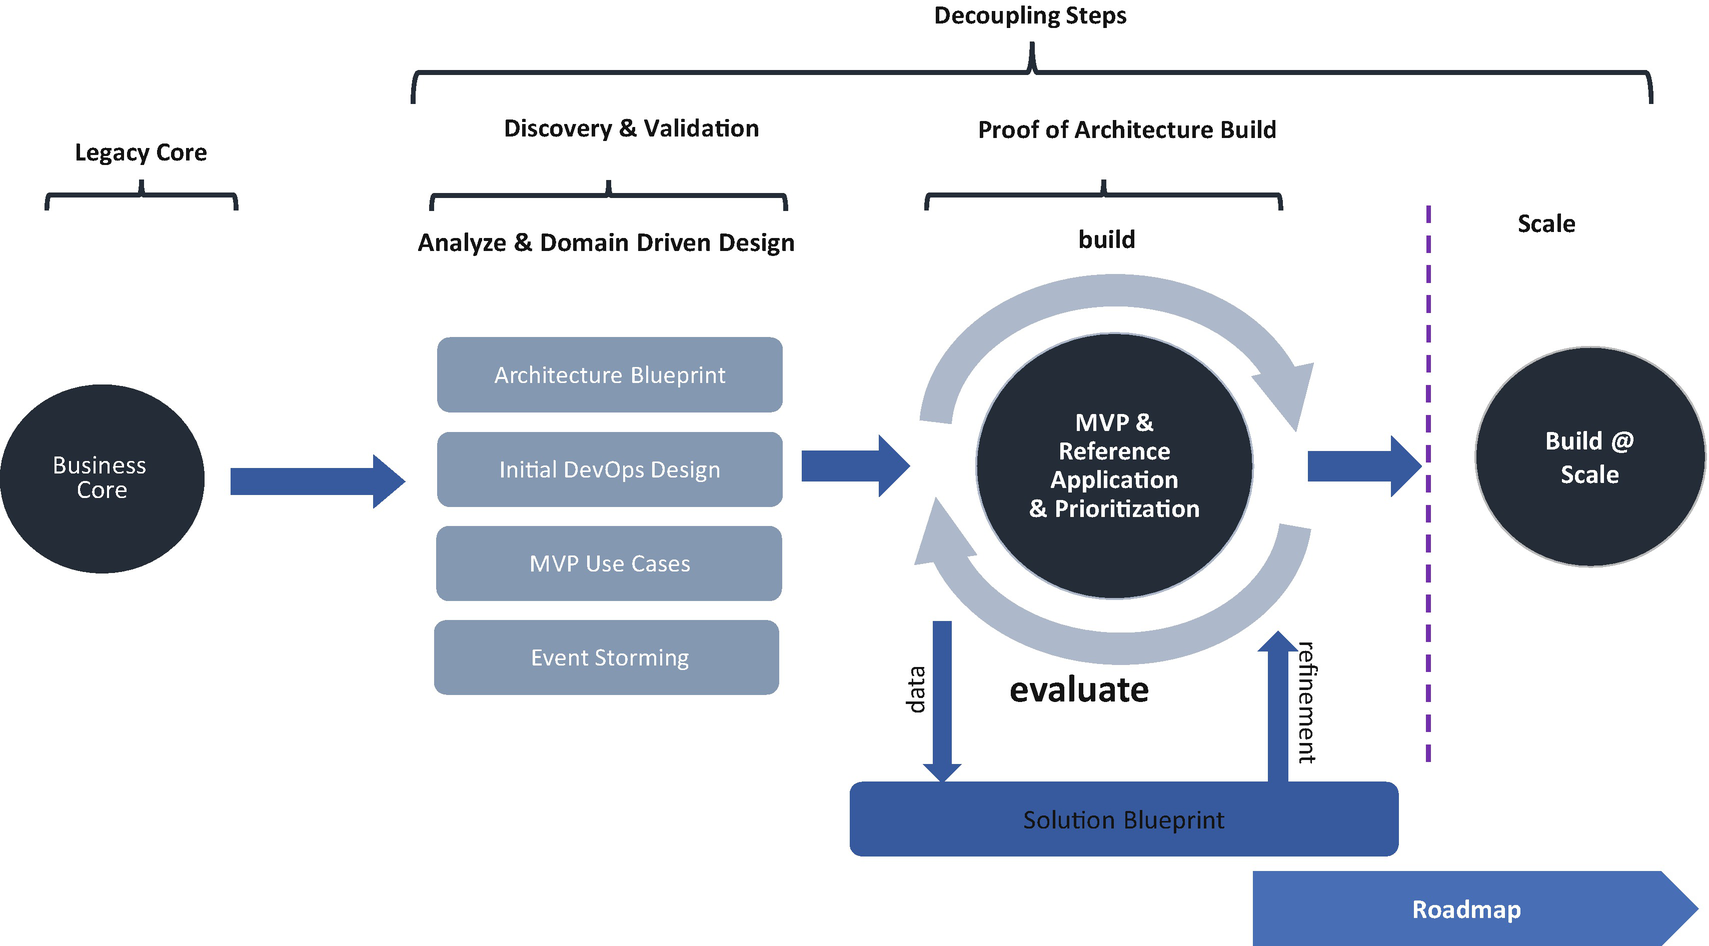 Decoupling Steps
Legacy Core
Discovery & Validation
Proof of Architecture Build
Analyze & Domain Driven Design
build
Scale
Business
Core
Architecture Blueprint
Initial DevOps Design
MVP Use Cases
Event Storming
MVP &
Reference
Application
& Prioritization
Build @
Scale
data
evaluate
refinement
Solution Blueprint
Roadmap